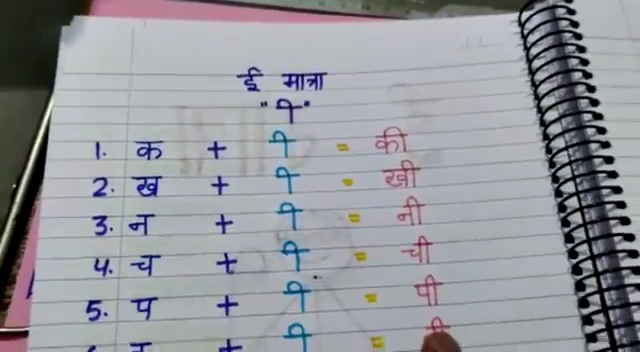 ई मात्रा
"ी"
1. क + ी = की
2. ख + ी = खी
3. न + ी = नी
4. च + ी = ची
5. प + ी = पी
+ ी =